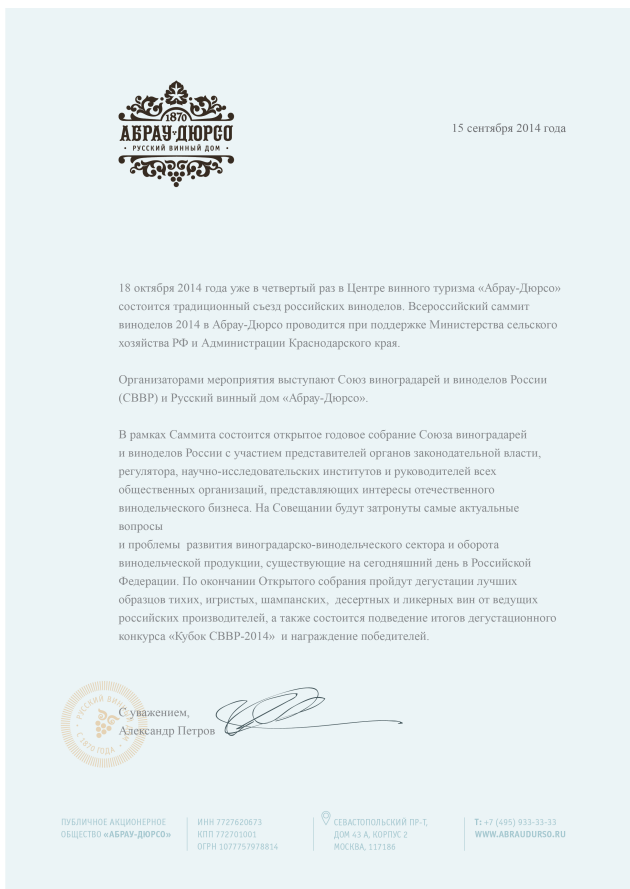 1870
АБРАУ-ДЮРСО
• РУССКИЙ ВИННЫЙ ДОМ •
15 сентября 2014 года
18 октября 2014 года уже в четвертый раз в Центре винного туризма «Абрау-Дюрсо»
состоится традиционный съезд российских виноделов. Всероссийский саммит
виноделов 2014 в Абрау-Дюрсо проводится при поддержке Министерства сельского
хозяйства РФ и Администрации Краснодарского края.
Организаторами мероприятия выступают Союз виноградарей и виноделов России
(СВВР) и Русский винный дом «Абрау-Дюрсо».
В рамках Саммита состоится открытое годовое собрание Союза виноградарей
и виноделов России с участием представителей органов законодательной власти,
регулятора, научно-исследовательских институтов и руководителей всех
общественных организаций, представляющих интересы отечественного
винодельческого бизнеса. На Совещании будут затронуты самые актуальные
вопросы
и проблемы развития виноградарско-винодельческого сектора и оборота
винодельческой продукции, существующие на сегодняшний день в Российской
Федерации. По окончании Открытого собрания пройдут дегустации лучших
образцов тихих, игристых, шампанских, десертных и ликерных вин от ведущих
российских производителей, а также состоится подведение итогов дегустационного
конкурса «Кубок СВВР-2014» и награждение победителей.
РУССКИЙ ВИННЫЙ ДОМ
С 1870 ГОДА
С уважением,
Александр Петров
ПУБЛИЧНОЕ АКЦИОНЕРНОЕ
ОБЩЕСТВО «АБРАУ-ДЮРСО»
ИНН 7727620673
КПП 772701001
ОГРН 1077757978814
СЕВАСТОПОЛЬСКИЙ ПР-Т,
ДОМ 43 А, КОРПУС 2
МОСКВА, 117186
Т: +7 (495) 933-33-33
WWW.ABRAUDURSO.RU